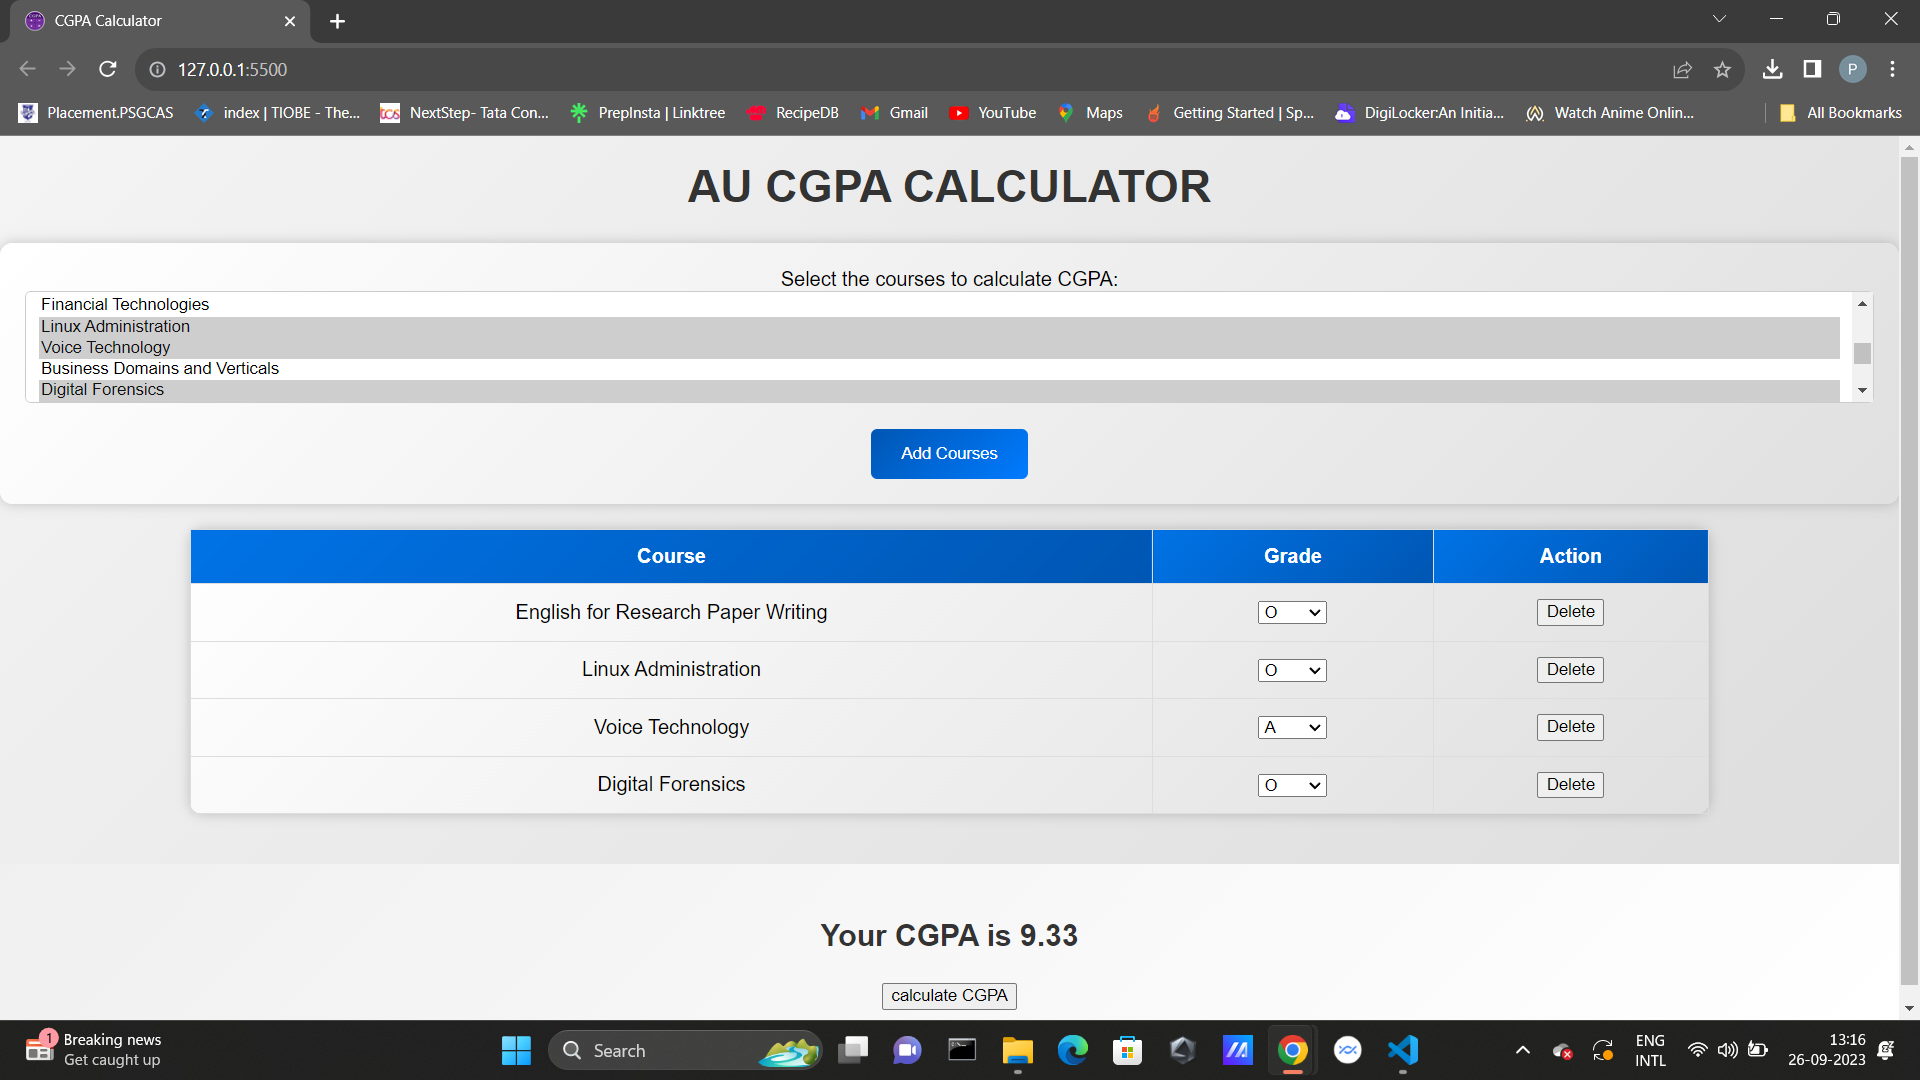 CGPA Calculator
127.0.0.1:5500
P
Placement.PSGCAS
index | TIOBE - The...
tcs NextStep- Tata Con...
PrepInsta | Linktree
RecipeDB
Gmail
YouTube
Maps
Getting Started | Sp...
DigiLocker:An Initia...
Watch Anime Onlin...
All Bookmarks
AU CGPA CALCULATOR
Select the courses to calculate CGPA:
Financial Technologies
Linux Administration
Voice Technology
Business Domains and Verticals
Digital Forensics
Add Courses
Course Grade Action
English for Research Paper Writing O Delete
Linux Administration O Delete
Voice Technology A Delete
Digital Forensics O Delete
Your CGPA is 9.33
calculate CGPA
1 Breaking news
Get caught up
Search
ENG
INTL
13:16
26-09-2023